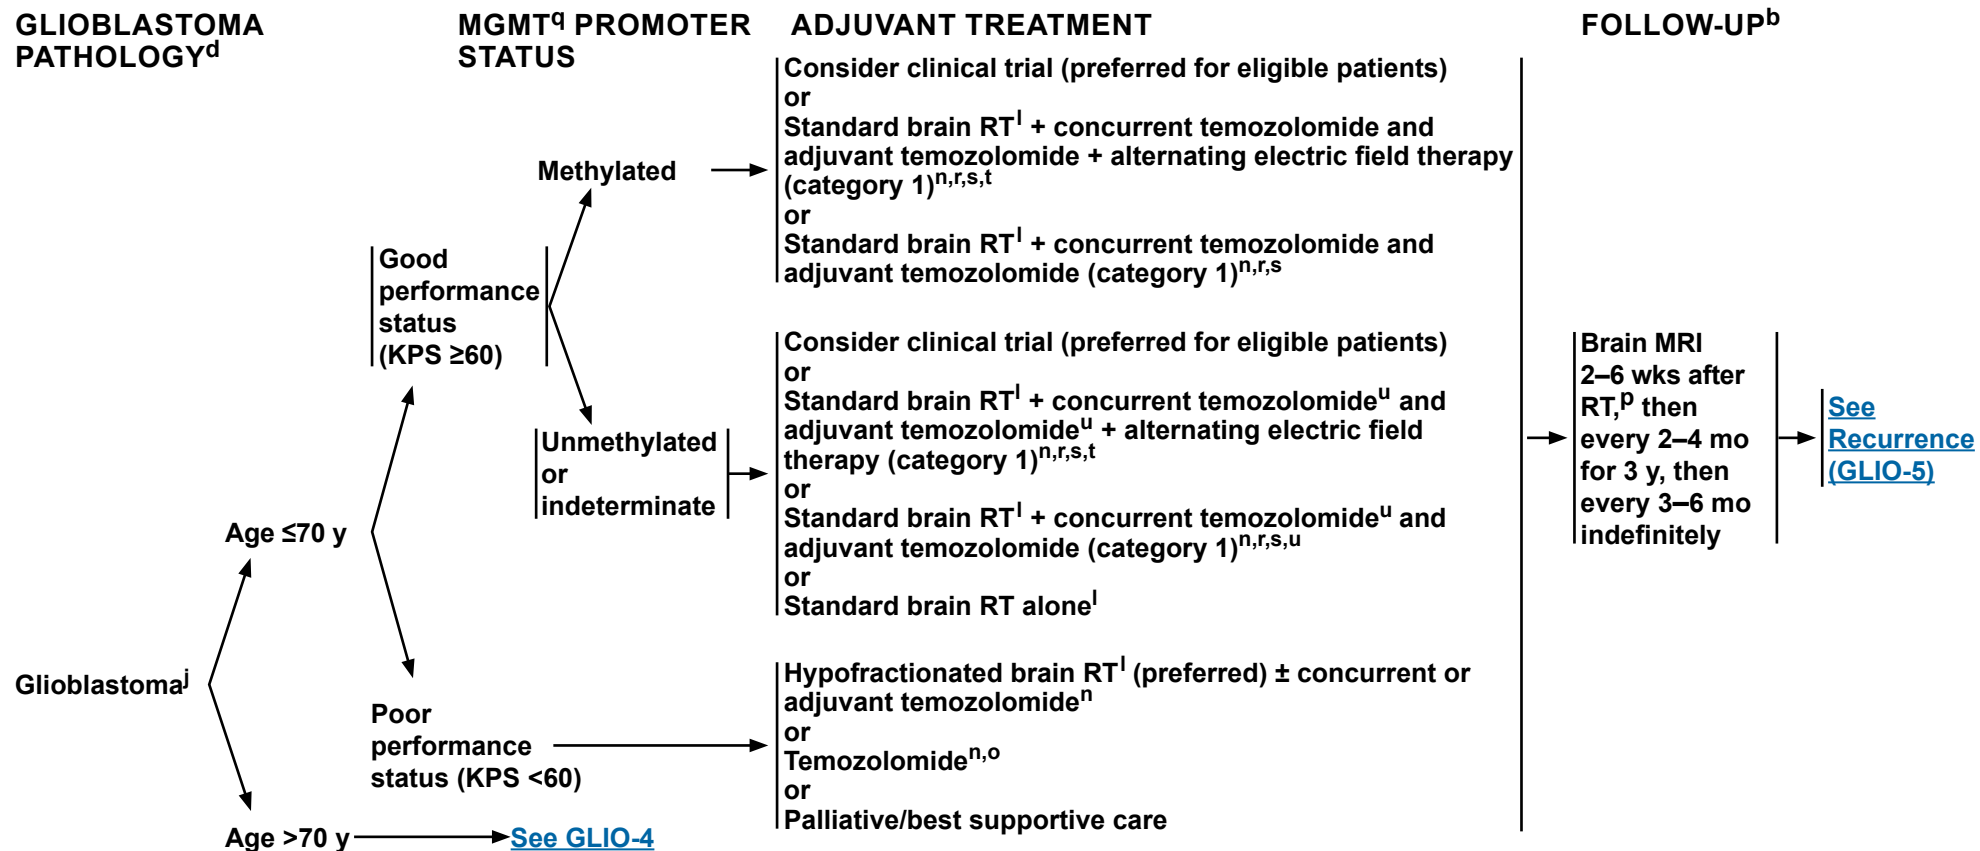 GLIOBLASTOMA
PATHOLOGYᵈ
MGMT^q PROMOTER
STATUS
ADJUVANT TREATMENT
FOLLOW-UPᵇ
Glioblastomaʲ
Age ≤70 y
Age >70 y
See GLIO-4
Good
performance
status
(KPS ≥60)
Poor
performance
status (KPS <60)
Methylated
Unmethylated
or
indeterminate
Consider clinical trial (preferred for eligible patients)
or
Standard brain RTˡ + concurrent temozolomide and
adjuvant temozolomide + alternating electric field therapy
(category 1)ⁿ,ʳ,ˢ,ᵗ
or
Standard brain RTˡ + concurrent temozolomide and
adjuvant temozolomide (category 1)ⁿ,ʳ,ˢ
Consider clinical trial (preferred for eligible patients)
or
Standard brain RTˡ + concurrent temozolomideᵘ and
adjuvant temozolomideᵘ + alternating electric field
therapy (category 1)ⁿ,ʳ,ˢ,ᵗ
or
Standard brain RTˡ + concurrent temozolomideᵘ and
adjuvant temozolomide (category 1)ⁿ,ʳ,ˢ,ᵘ
or
Standard brain RT aloneˡ
Hypofractionated brain RTˡ (preferred) ± concurrent or
adjuvant temozolomideⁿ
or
Temozolomideⁿ,ᵒ
or
Palliative/best supportive care
Brain MRI
2–6 wks after
RT,ᵖ then
every 2–4 mo
for 3 y, then
every 3–6 mo
indefinitely
See
Recurrence
(GLIO-5)